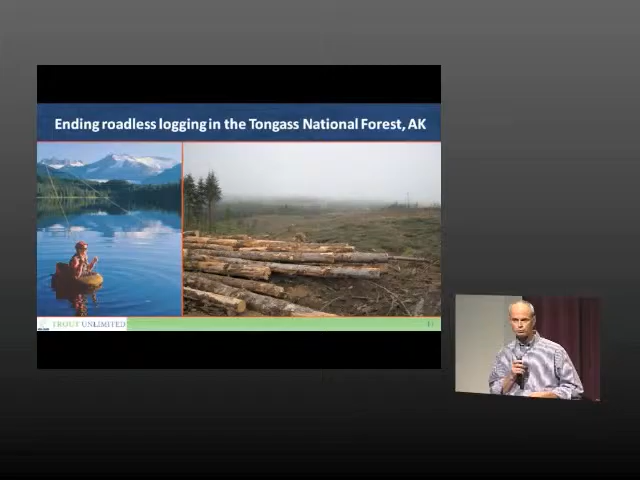 Ending roadless logging in the Tongass National Forest, AK
TROUT UNLIMITED